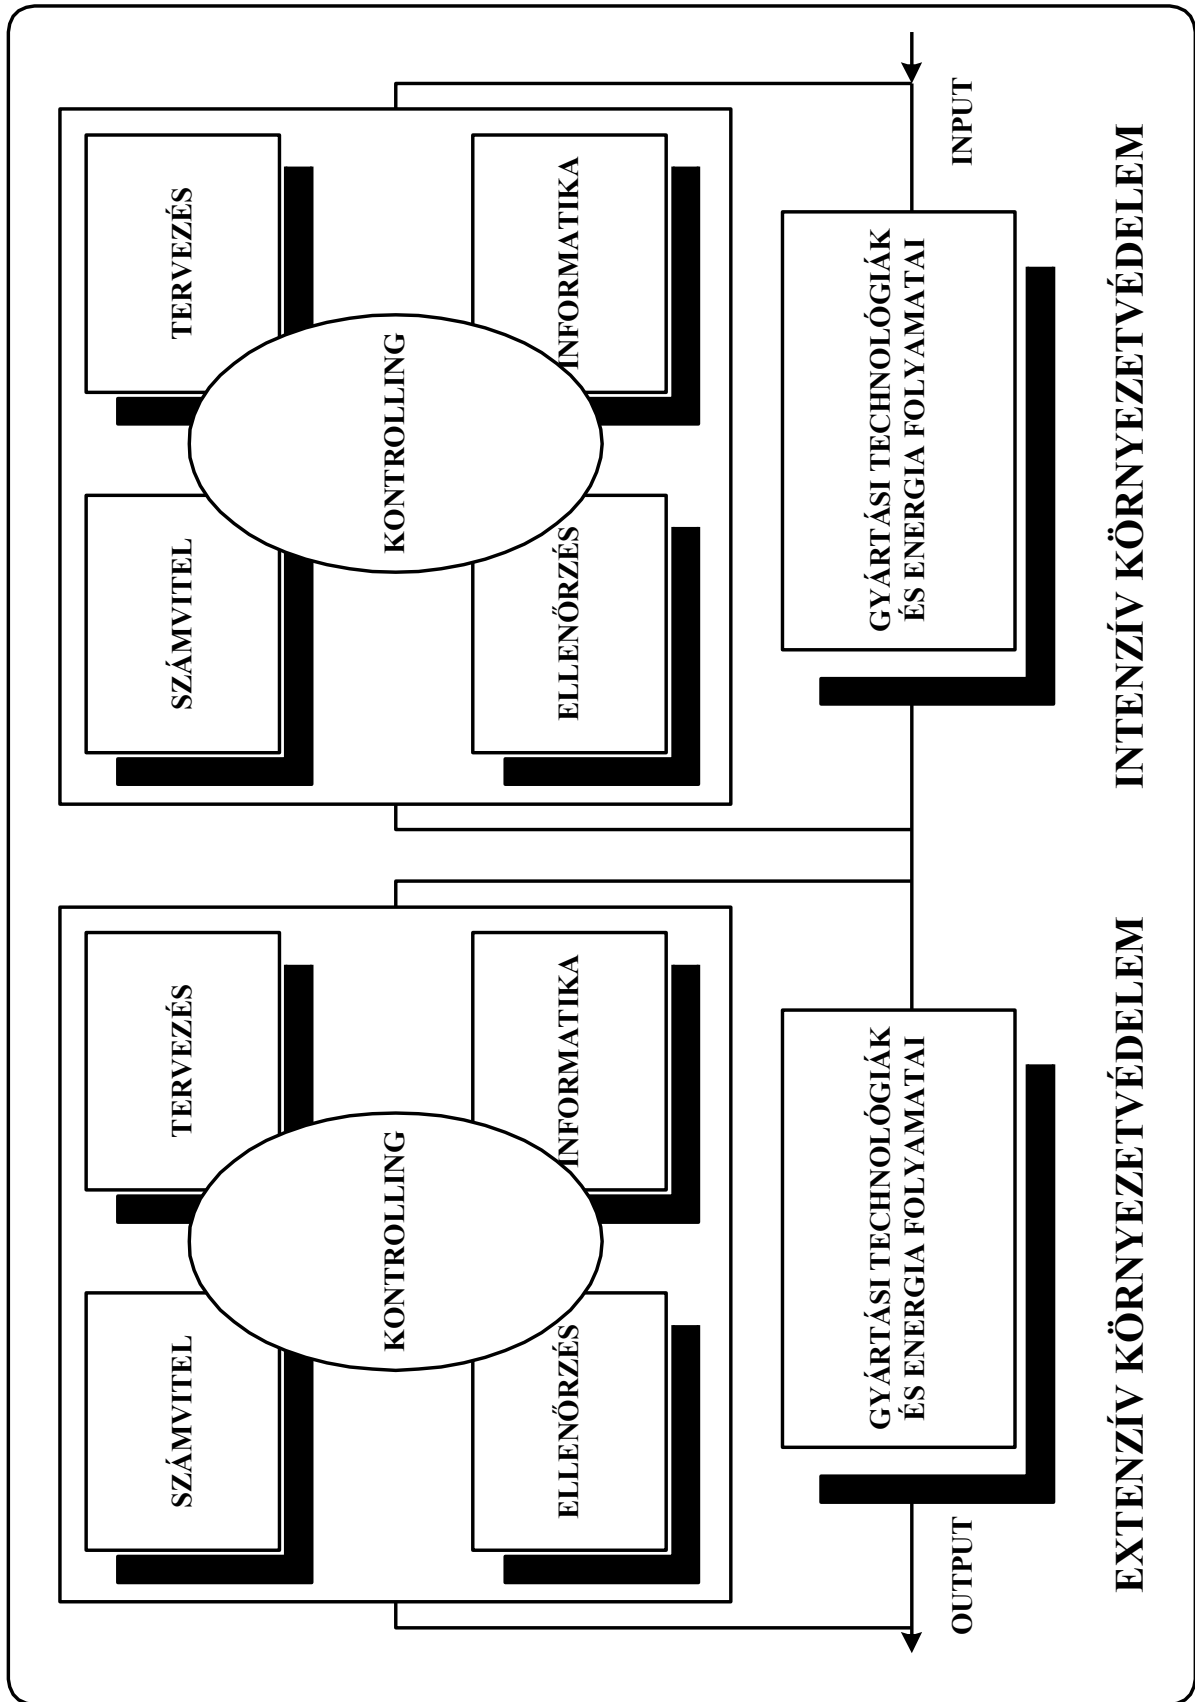 SZÁMVITEL
TERVEZÉS
KONTROLLING
ELLENŐRZÉS
INFORMATIKA
SZÁMVITEL
TERVEZÉS
KONTROLLING
ELLENŐRZÉS
INFORMATIKA
OUTPUT
GYÁRTÁSI TECHNOLÓGIÁK
ÉS ENERGIA FOLYAMATAI
GYÁRTÁSI TECHNOLÓGIÁK
ÉS ENERGIA FOLYAMATAI
INPUT
EXTENZÍV KÖRNYEZETVÉDELEM
INTENZÍV KÖRNYEZETVÉDELEM